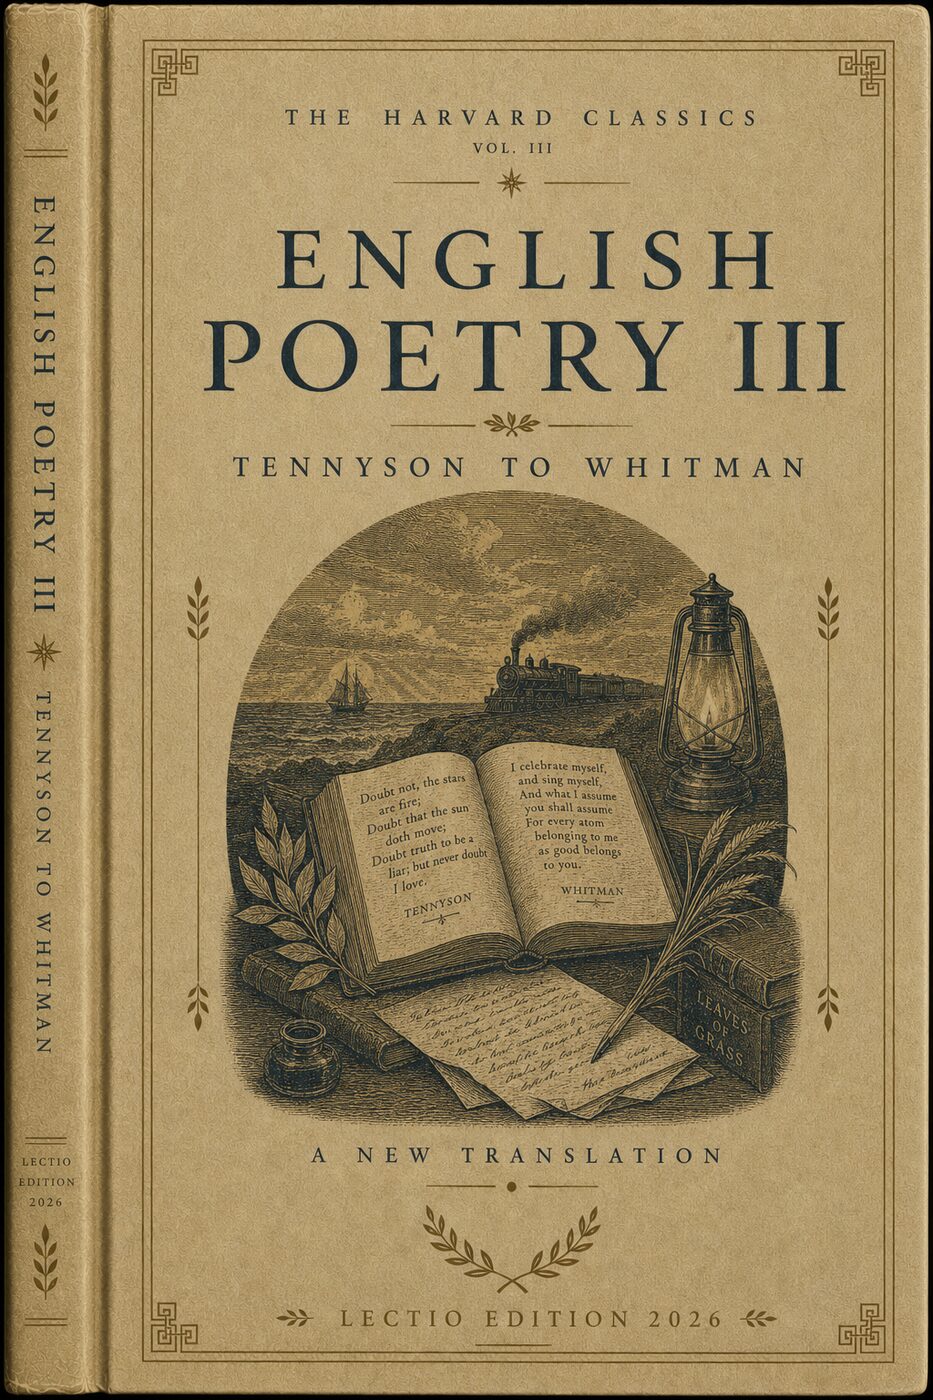 THE HARVARD CLASSICS
VOL. III
ENGLISH
POETRY III
TENNYSON TO WHITMAN
Doubt not, the stars
are fire;
Doubt that the sun
doth move;
Doubt truth to be a
liar; but never doubt
I love.
TENNYSON
I celebrate myself,
and sing myself,
And what I assume
you shall assume
For every atom
belonging to me
as good belongs
to you.
WHITMAN
LEAVES
OF
GRASS
A NEW TRANSLATION
LECTIO EDITION 2026
ENGLISH POETRY III
TENNYSON TO WHITMAN
LECTIO
EDITION
2026